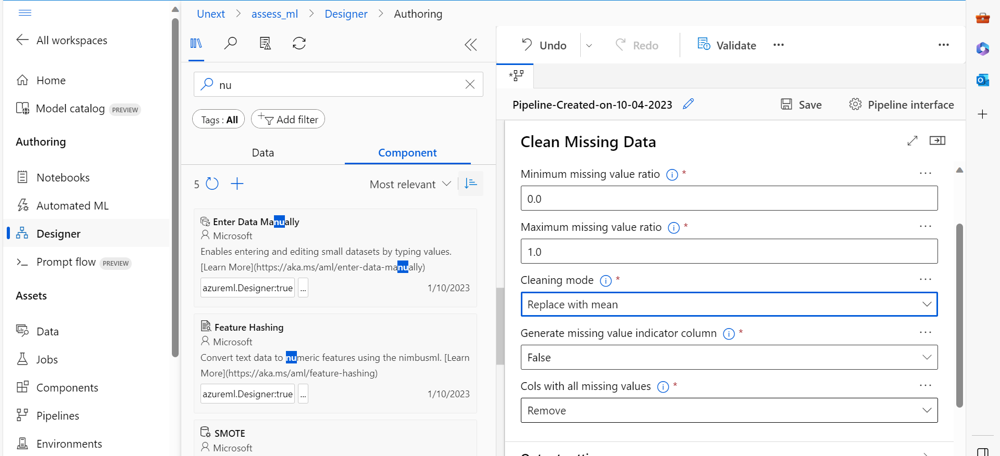 Unext > assess_ml > Designer > Authoring
All workspaces
Home
Model catalog PREVIEW
Authoring
Notebooks
Automated ML
Designer
Prompt flow PREVIEW
Assets
Data
Jobs
Components
Pipelines
Environments
nu
Tags : All
Add filter
Data
Component
5
Most relevant
Enter Data Manually
Microsoft
Enables entering and editing small datasets by typing values.
[Learn More](https://aka.ms/aml/enter-data-manually)
azureml.Designer:true ... 1/10/2023
Feature Hashing
Microsoft
Convert text data to numeric features using the nimbusml. [Learn
More](https://aka.ms/aml/feature-hashing)
azureml.Designer:true ... 1/10/2023
SMOTE
Microsoft
Undo
Redo
Validate
Pipeline-Created-on-10-04-2023
Save
Pipeline interface
Clean Missing Data
Minimum missing value ratio *
0.0
Maximum missing value ratio *
1.0
Cleaning mode *
Replace with mean
Generate missing value indicator column *
False
Cols with all missing values *
Remove